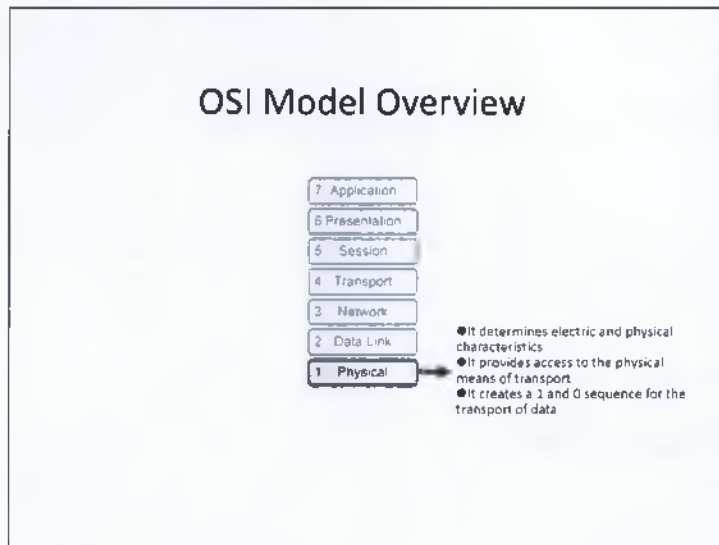 OSI Model Overview
7 Application
6 Presentation
5 Session
4 Transport
3 Network
2 Data Link
1 Physical
●It determines electric and physical
characteristics
●It provides access to the physical
means of transport
●It creates a 1 and 0 sequence for the
transport of data